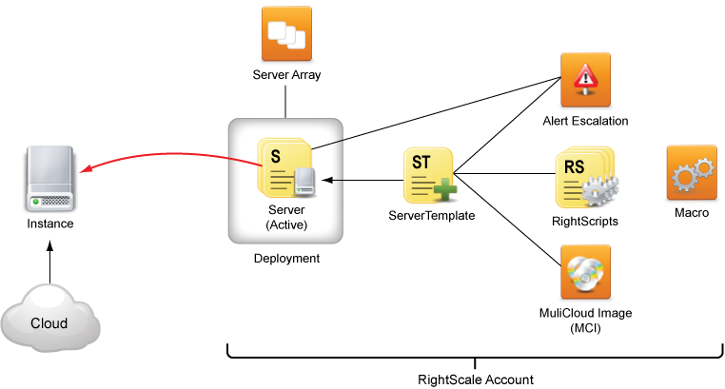 Server Array
Alert Escalation
S
Server
(Active)
Deployment
ST
ServerTemplate
RS
RightScripts
Macro
MuliCloud Image
(MCI)
Instance
Cloud
RightScale Account